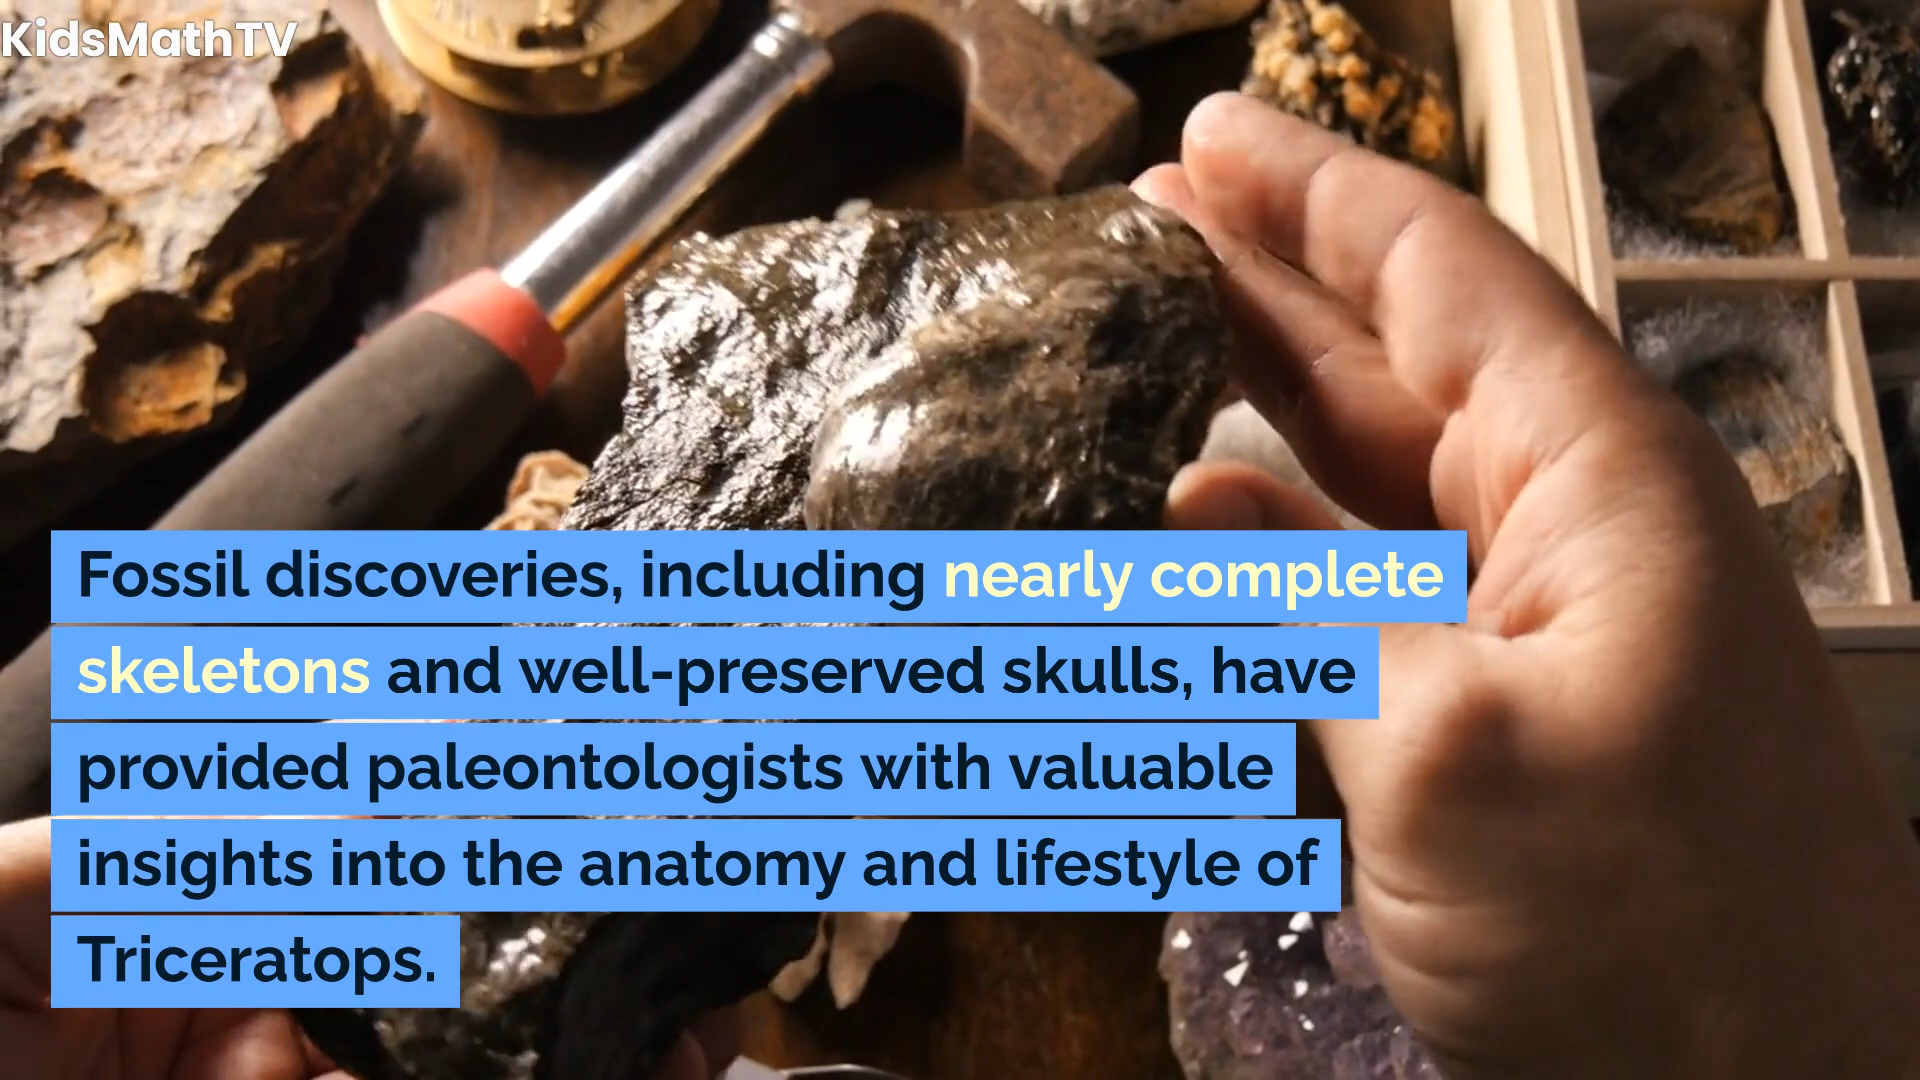 KidsMathTV
Fossil discoveries, including nearly complete
skeletons and well-preserved skulls, have
provided paleontologists with valuable
insights into the anatomy and lifestyle of
Triceratops.